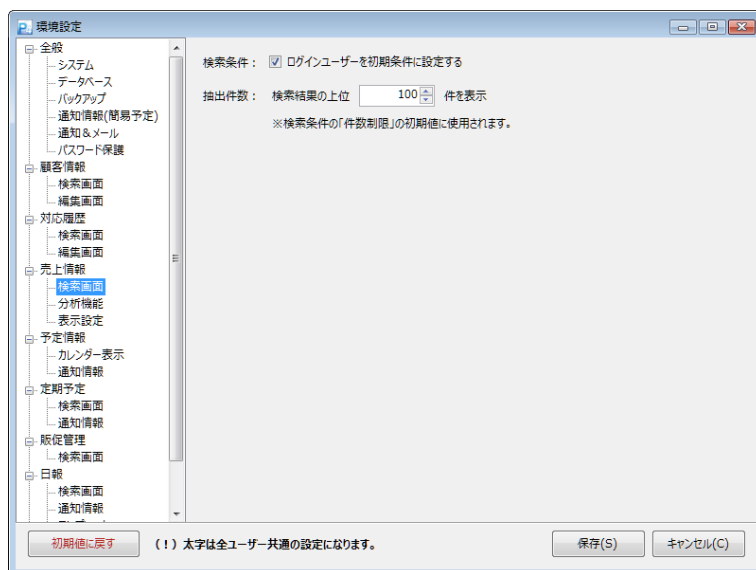 環境設定
全般
システム
データベース
バックアップ
通知情報(簡易予定)
通知＆メール
パスワード保護
顧客情報
検索画面
編集画面
対応履歴
検索画面
編集画面
売上情報
検索画面
分析機能
表示設定
予定情報
カレンダー表示
通知情報
定期予定
検索画面
通知情報
販促管理
検索画面
日報
検索画面
通知情報
検索条件： ログインユーザーを初期条件に設定する
抽出件数： 検索結果の上位 100 件を表示
※検索条件の「件数制限」の初期値に使用されます。
初期値に戻す (！) 太字は全ユーザー共通の設定になります。 保存(S) キャンセル(C)